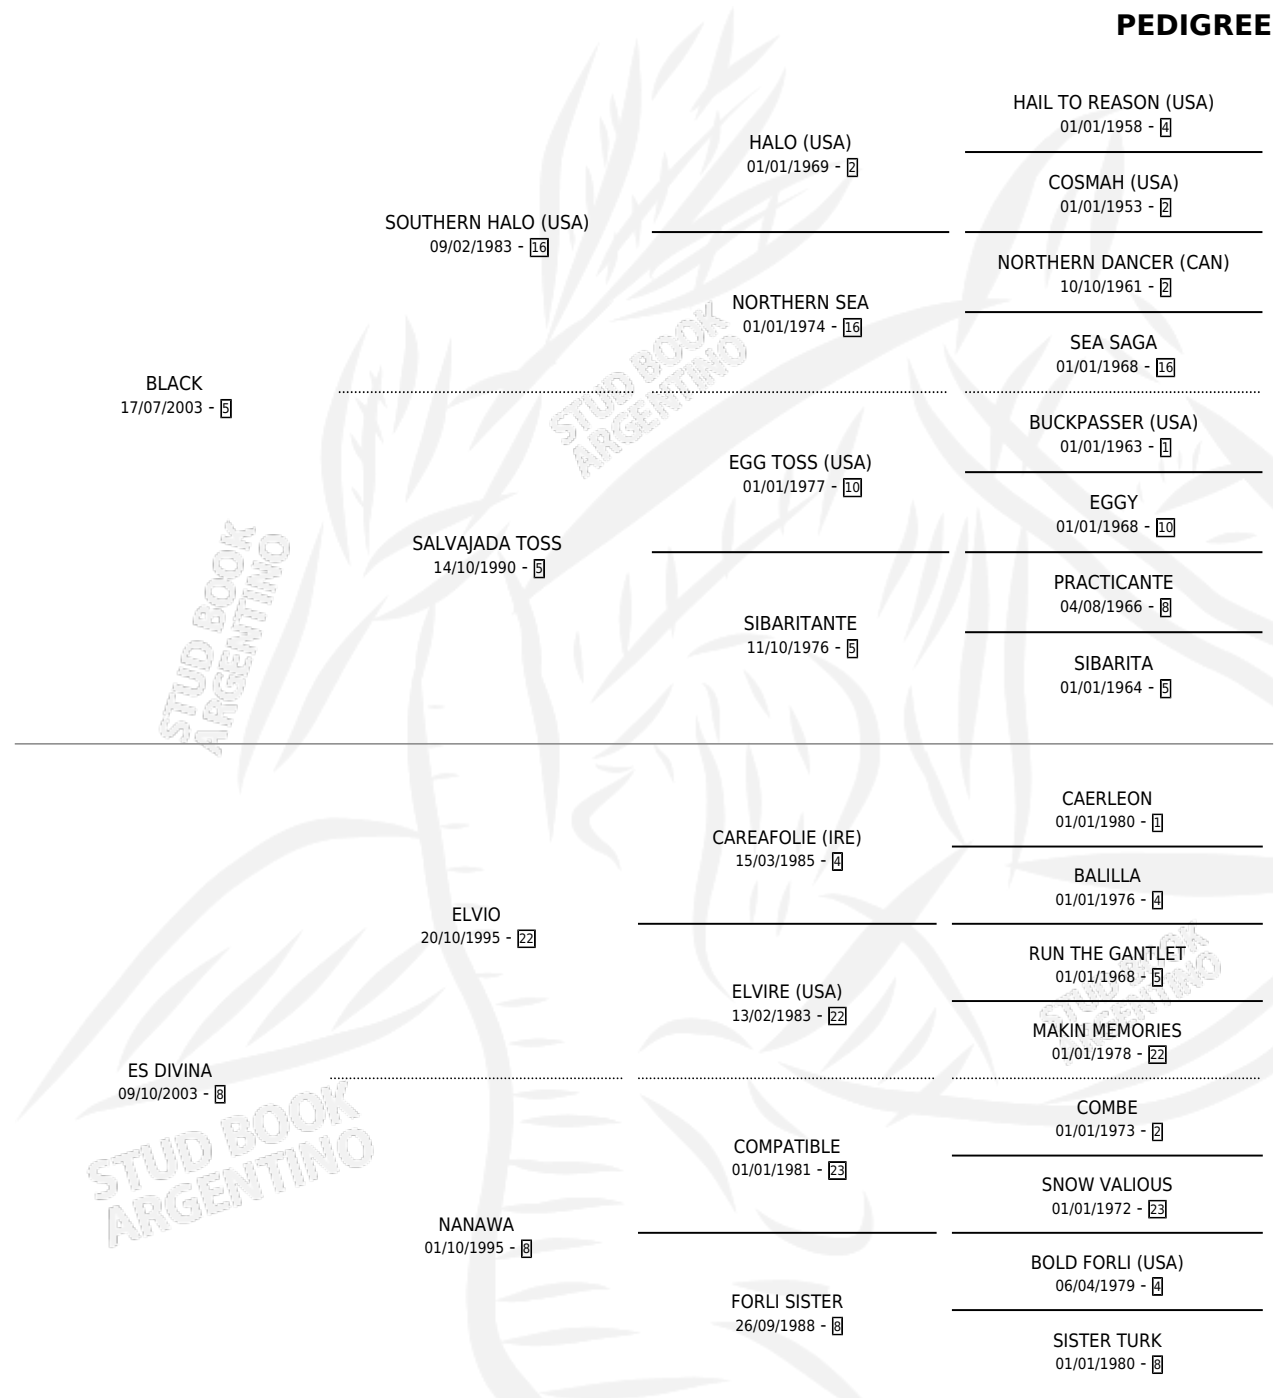 PEDIGREE
HAIL TO REASON (USA)
01/01/1958 - 4
HALO (USA)
01/01/1969 - 2
COSMAH (USA)
01/01/1953 - 2
SOUTHERN HALO (USA)
09/02/1983 - 16
NORTHERN DANCER (CAN)
10/10/1961 - 2
NORTHERN SEA
01/01/1974 - 16
SEA SAGA
01/01/1968 - 16
BLACK
17/07/2003 - 5
BUCKPASSER (USA)
01/01/1963 - 1
EGG TOSS (USA)
01/01/1977 - 10
EGGY
01/01/1968 - 10
SALVAJADA TOSS
14/10/1990 - 5
PRACTICANTE
04/08/1966 - 8
SIBARITANTE
11/10/1976 - 5
SIBARITA
01/01/1964 - 5
STUD BOOK
ARGENTINO
STUD BOOK
ARGENTINO
CAERLEON
01/01/1980 - 1
CAREAFOLIE (IRE)
15/03/1985 - 4
BALILLA
01/01/1976 - 4
ELVIO
20/10/1995 - 22
RUN THE GANTLET
01/01/1968 - 5
ELVIRE (USA)
13/02/1983 - 22
MAKIN MEMORIES
01/01/1978 - 22
ES DIVINA
09/10/2003 - 8
COMBE
01/01/1973 - 2
COMPATIBLE
01/01/1981 - 23
SNOW VALIOUS
01/01/1972 - 23
NANAWA
01/10/1995 - 8
BOLD FORLI (USA)
06/04/1979 - 4
FORLI SISTER
26/09/1988 - 8
SISTER TURK
01/01/1980 - 8
STUD BOOK
ARGENTINO
STUD BOOK
ARGENTINO